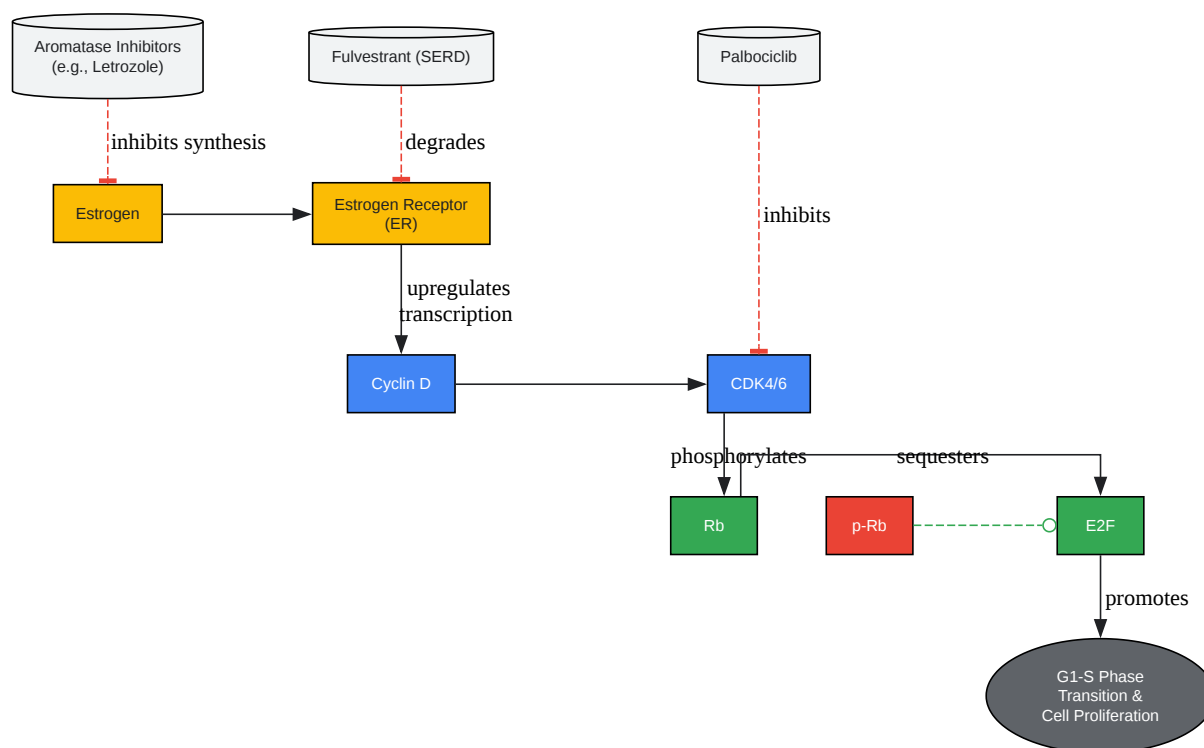 Aromatase Inhibitors
(e.g., Letrozole)
Fulvestrant (SERD)
Palbociclib
inhibits synthesis
degrades
inhibits
Estrogen
Estrogen Receptor
(ER)
upregulates
transcription
Cyclin D
CDK4/6
phosphorylates
sequesters
Rb
p-Rb
E2F
promotes
G1-S Phase
Transition &
Cell Proliferation